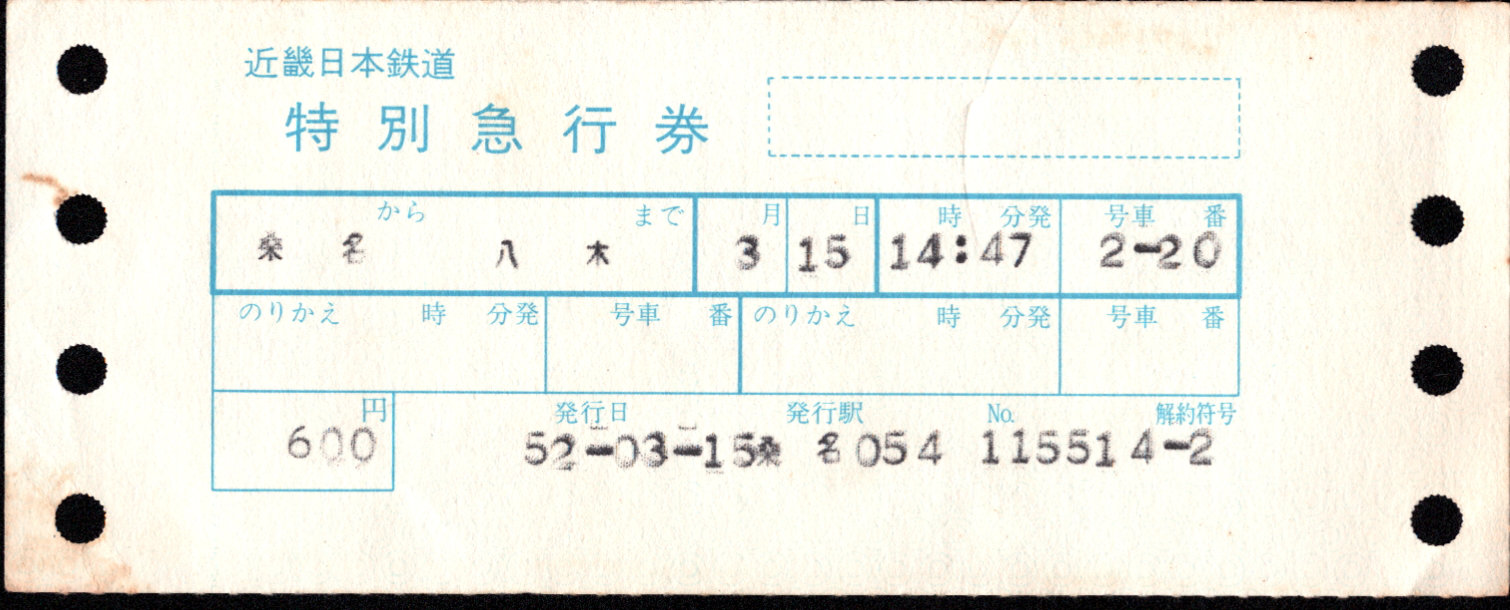 近畿日本鉄道
特別急行券
から まで 月 日 時 分発 号車 番
桑名 八木 3 15 14:47 2-20
のりかえ 時 分発 号車 番 のりかえ 時 分発 号車 番
円 発行日 発行駅 No. 解約符号
600 52-03-15桑 名054 115514-2